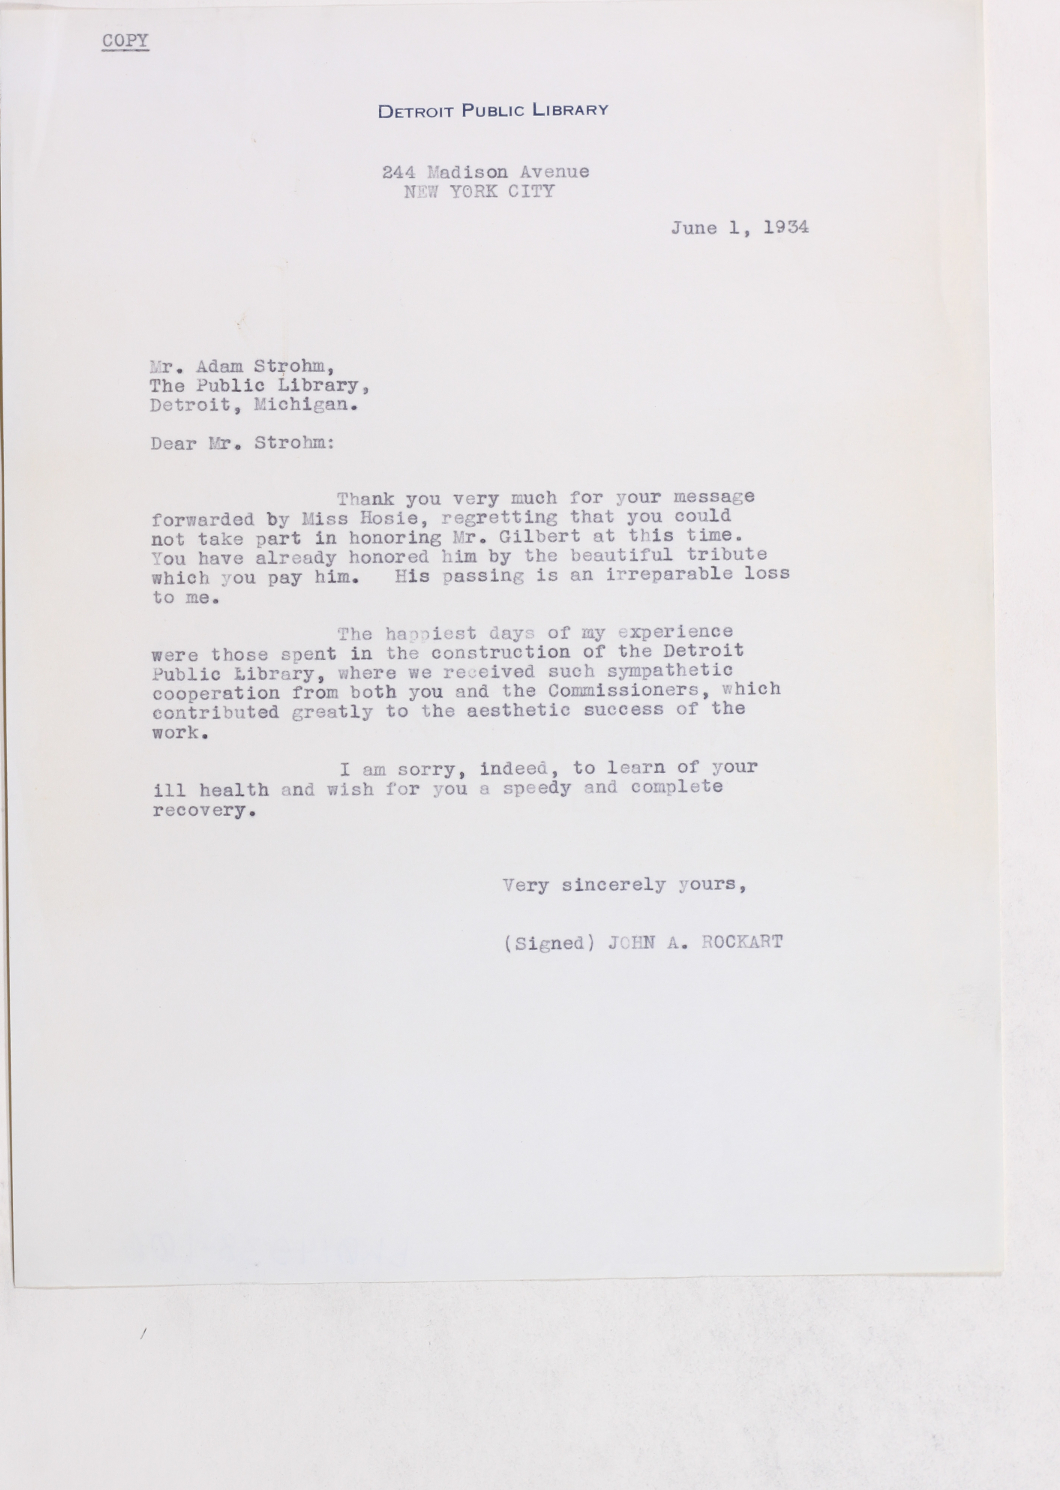 COPY
DETROIT PUBLIC LIBRARY
244 Madison Avenue
NEW YORK CITY
June 1, 1934
Mr. Adam Strohm,
The Public Library,
Detroit, Michigan.
Dear Mr. Strohm:
Thank you very much for your message
forwarded by Miss Hosie, regretting that you could
not take part in honoring Mr. Gilbert at this time.
You have already honored him by the beautiful tribute
which you pay him. His passing is an irreparable loss
to me.
The happiest days of my experience
were those spent in the construction of the Detroit
Public Library, where we received such sympathetic
cooperation from both you and the Commissioners, which
contributed greatly to the aesthetic success of the
work.
I am sorry, indeed, to learn of your
ill health and wish for you a speedy and complete
recovery.
Very sincerely yours,
(Signed) JOHN A. ROCKART